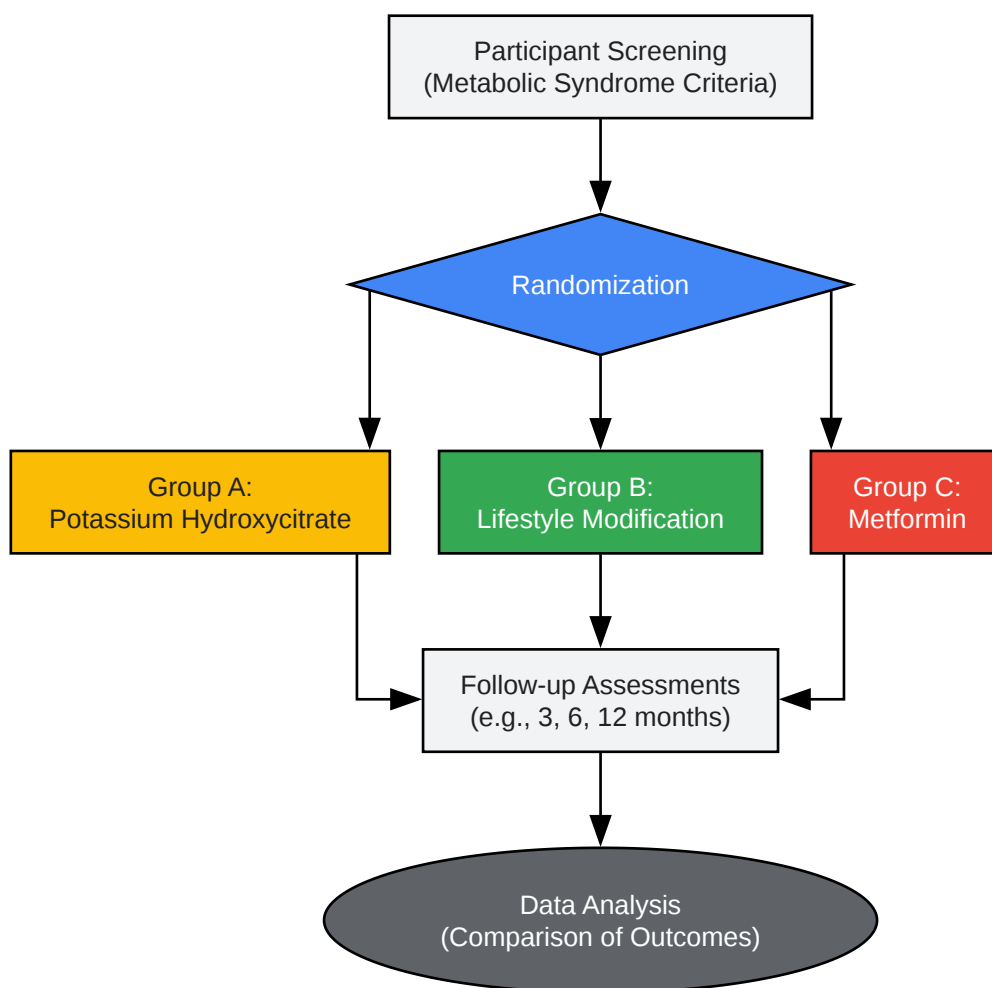 Participant Screening
(Metabolic Syndrome Criteria)
Randomization
Group A:
Potassium Hydroxycitrate
Group B:
Lifestyle Modification
Group C:
Metformin
Follow-up Assessments
(e.g., 3, 6, 12 months)
Data Analysis
(Comparison of Outcomes)